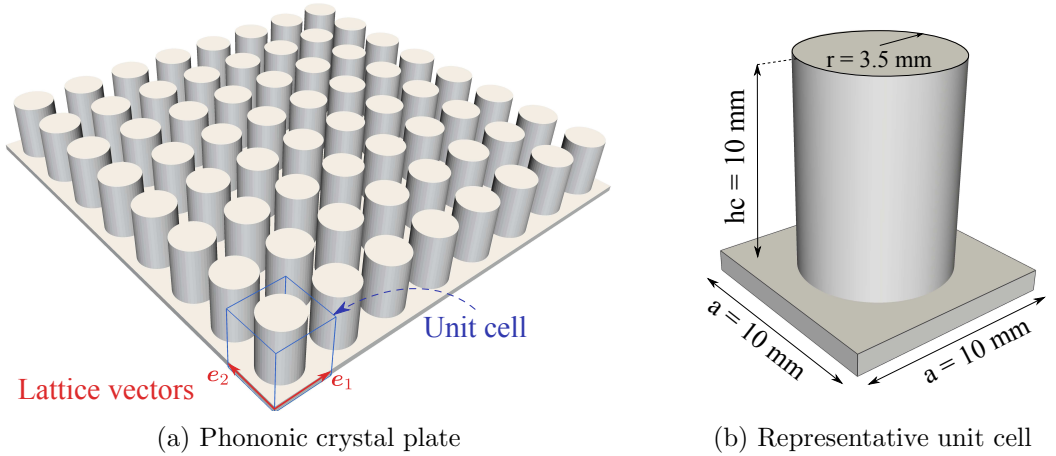 Unit cell
Lattice vectors
e₂
e₁
(a) Phononic crystal plate
r = 3.5 mm
hc = 10 mm
a = 10 mm
a = 10 mm
(b) Representative unit cell